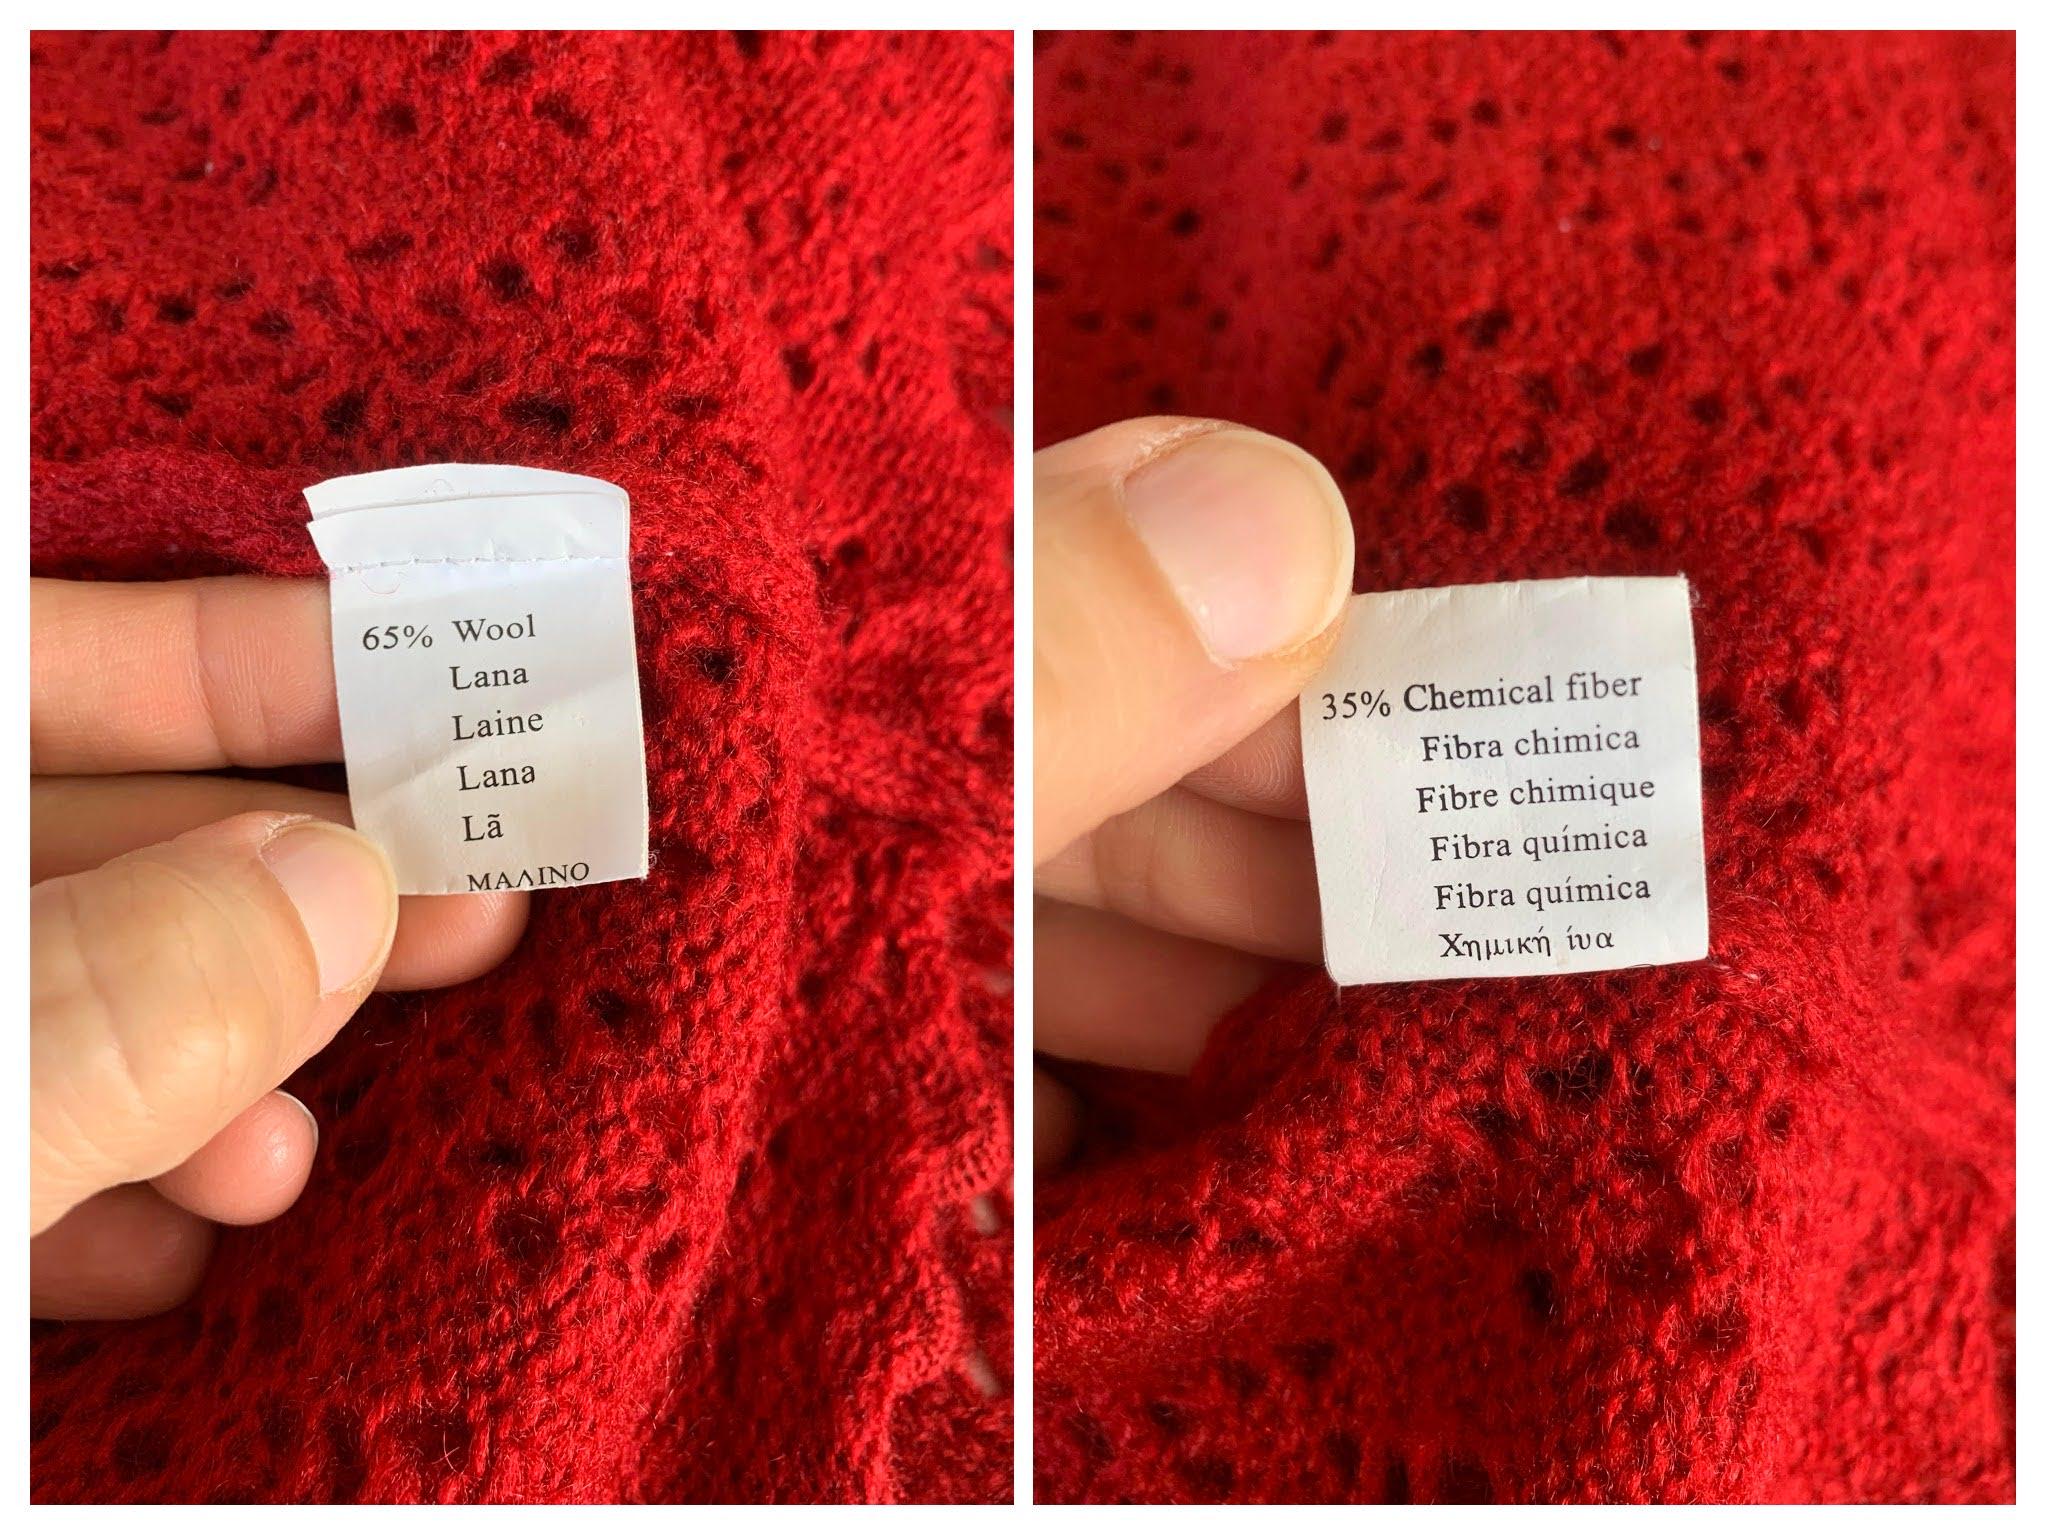 65% Wool
Lana
Laine
Lana
Lã
ΜΑΛΙΝΟ
35% Chemical fiber
Fibra chimica
Fibre chimique
Fibra química
Fibra química
Χημική ίνα